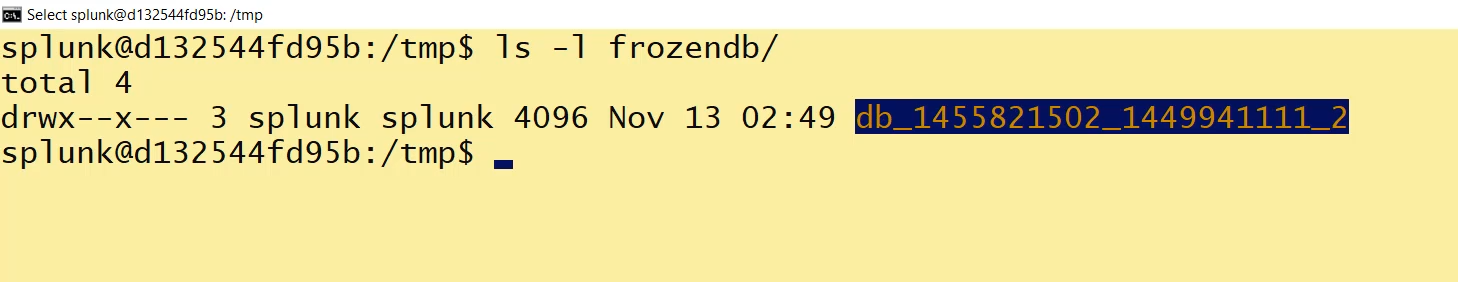 Select splunk@d132544fd95b: /tmp
splunk@d132544fd95b:/tmp$ ls -l frozendb/
total 4
drwx--x--- 3 splunk splunk 4096 Nov 13 02:49 db_1455821502_1449941111_2
splunk@d132544fd95b:/tmp$